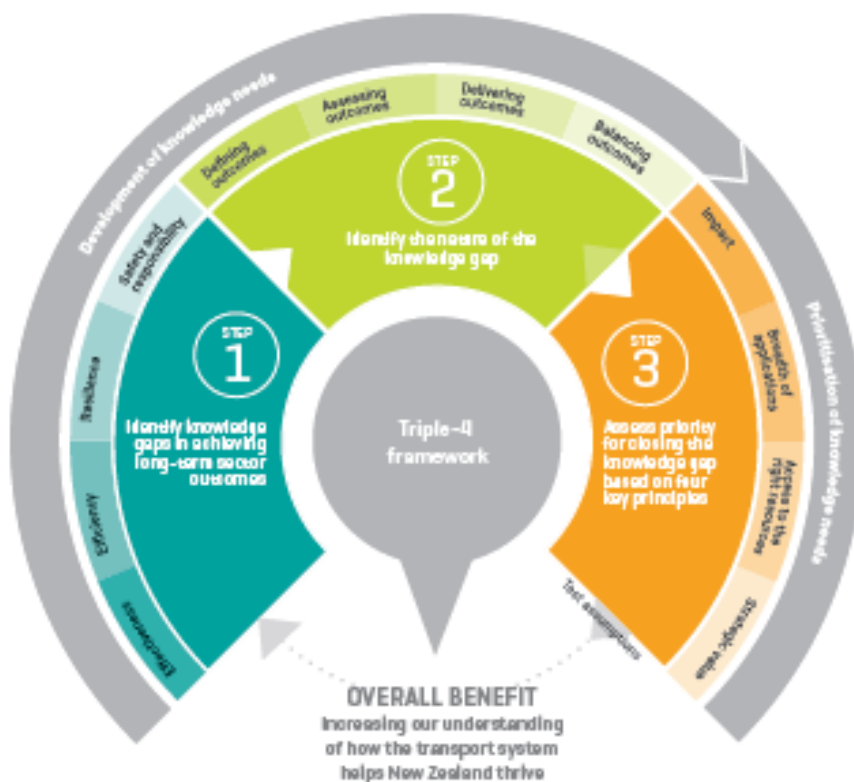 Development of knowledge needs
Prioritisation of knowledge needs
Defining
outcomes
Assessing
outcomes
Delivering
outcomes
Balancing
outcomes
Safety and
responsibility
Resilience
Efficiency
Effectiveness
STEP
1
Identify knowledge
gaps in achieving
long-term sector
outcomes
STEP
2
Identify the nature of the
knowledge gap
STEP
3
Assess priority
for closing the
knowledge gap
based on four
key principles
Impact
Breadth of
applications
Access to the
right resources
Strategic value
Triple-4
framework
Test assumptions
OVERALL BENEFIT
Increasing our understanding
of how the transport system
helps New Zealand thrive